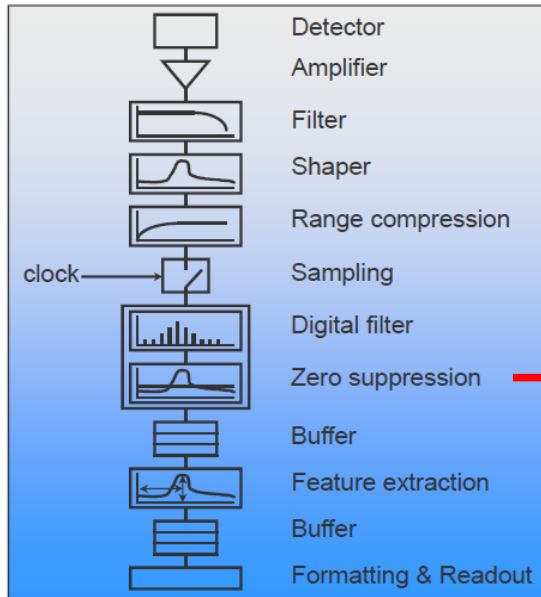 Detector
Amplifier
Filter
Shaper
Range compression
clock
Sampling
Digital filter
Zero suppression
Buffer
Feature extraction
Buffer
Formatting & Readout